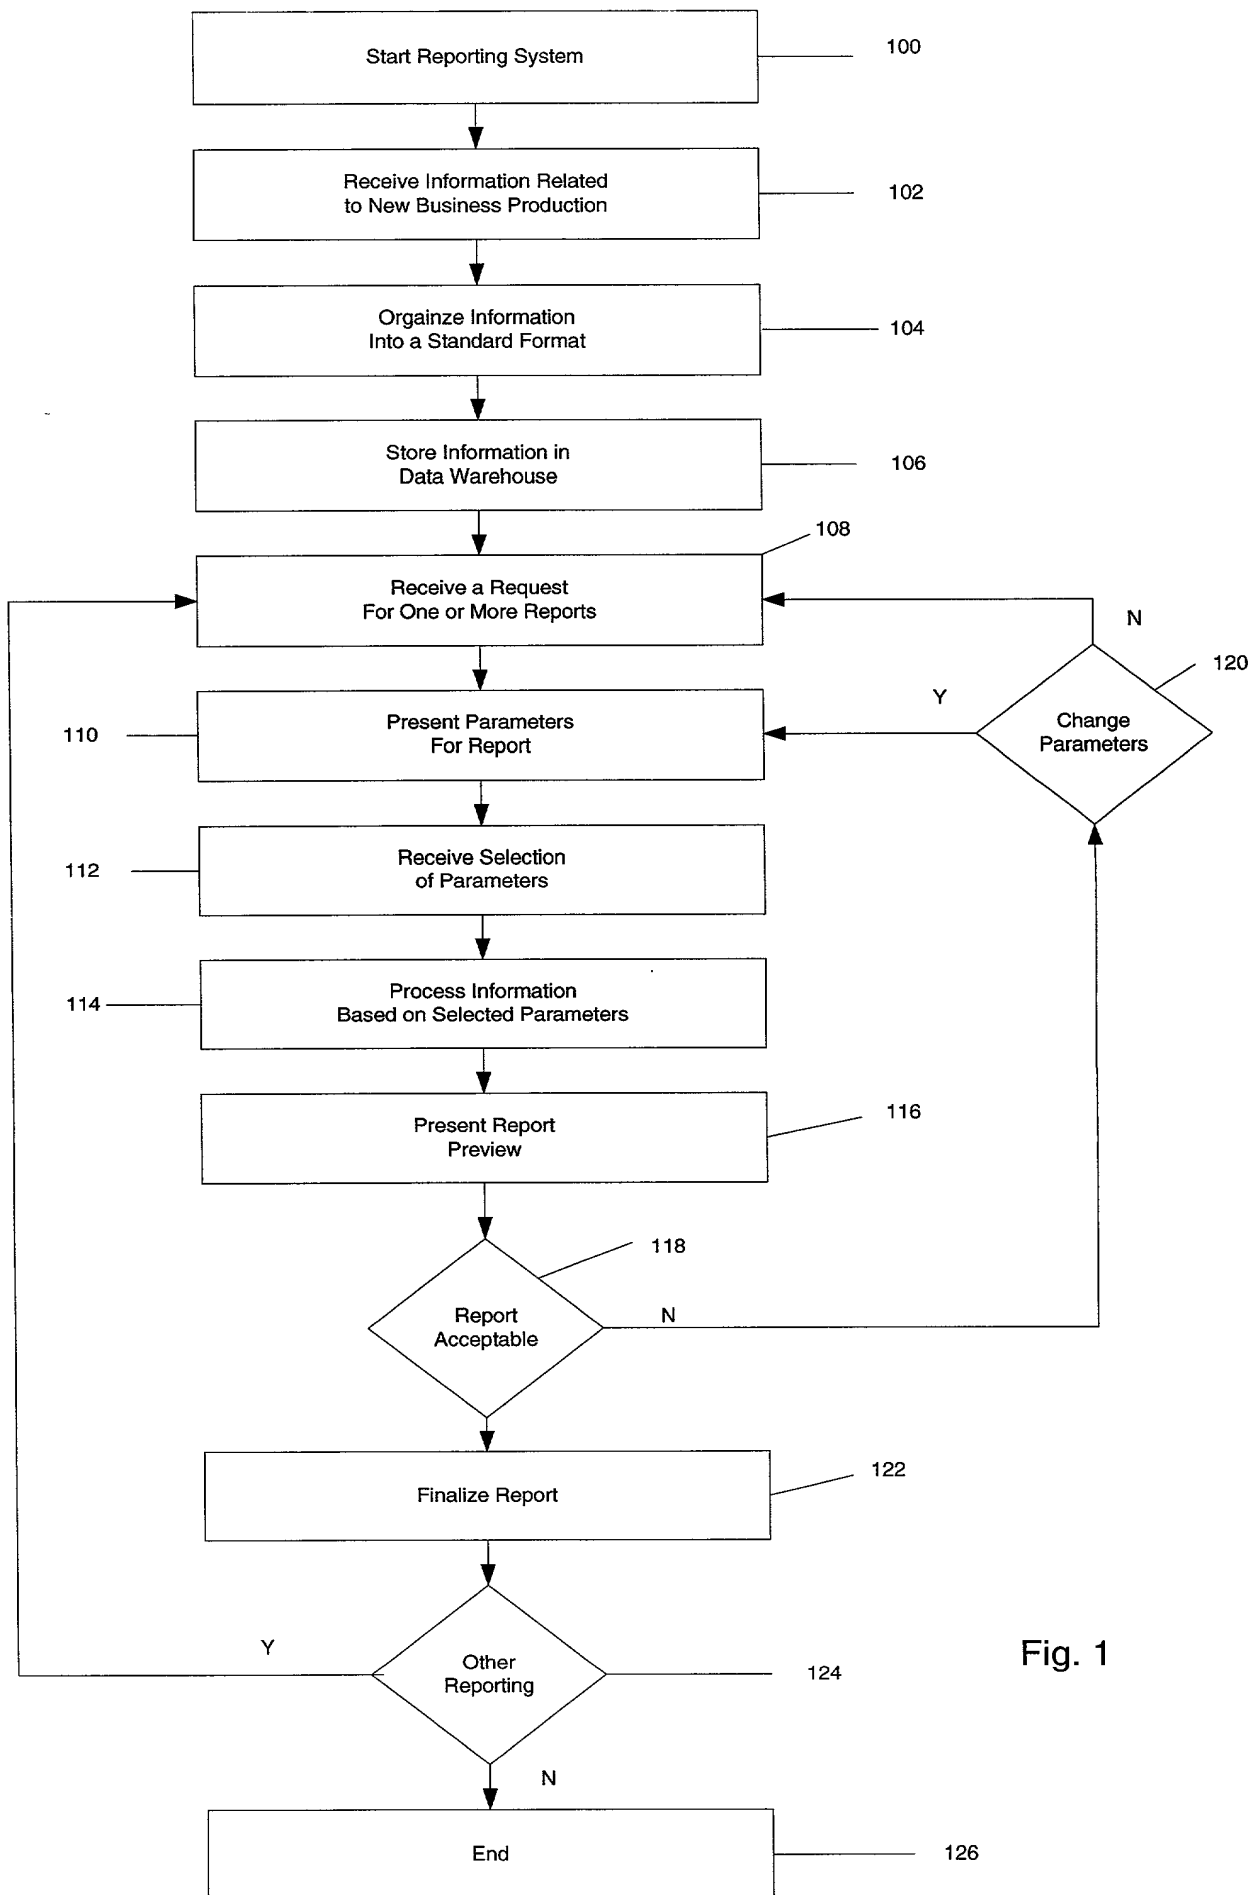 Start Reporting System
100
Receive Information Related
to New Business Production
102
Orgainze Information
Into a Standard Format
104
Store Information in
Data Warehouse
106
108
Receive a Request
For One or More Reports
N
120
Y
Change
Parameters
110
Present Parameters
For Report
112
Receive Selection
of Parameters
114
Process Information
Based on Selected Parameters
Present Report
Preview
116
118
Report
Acceptable
N
Finalize Report
122
Y
Other
Reporting
124
Fig. 1
N
End
126